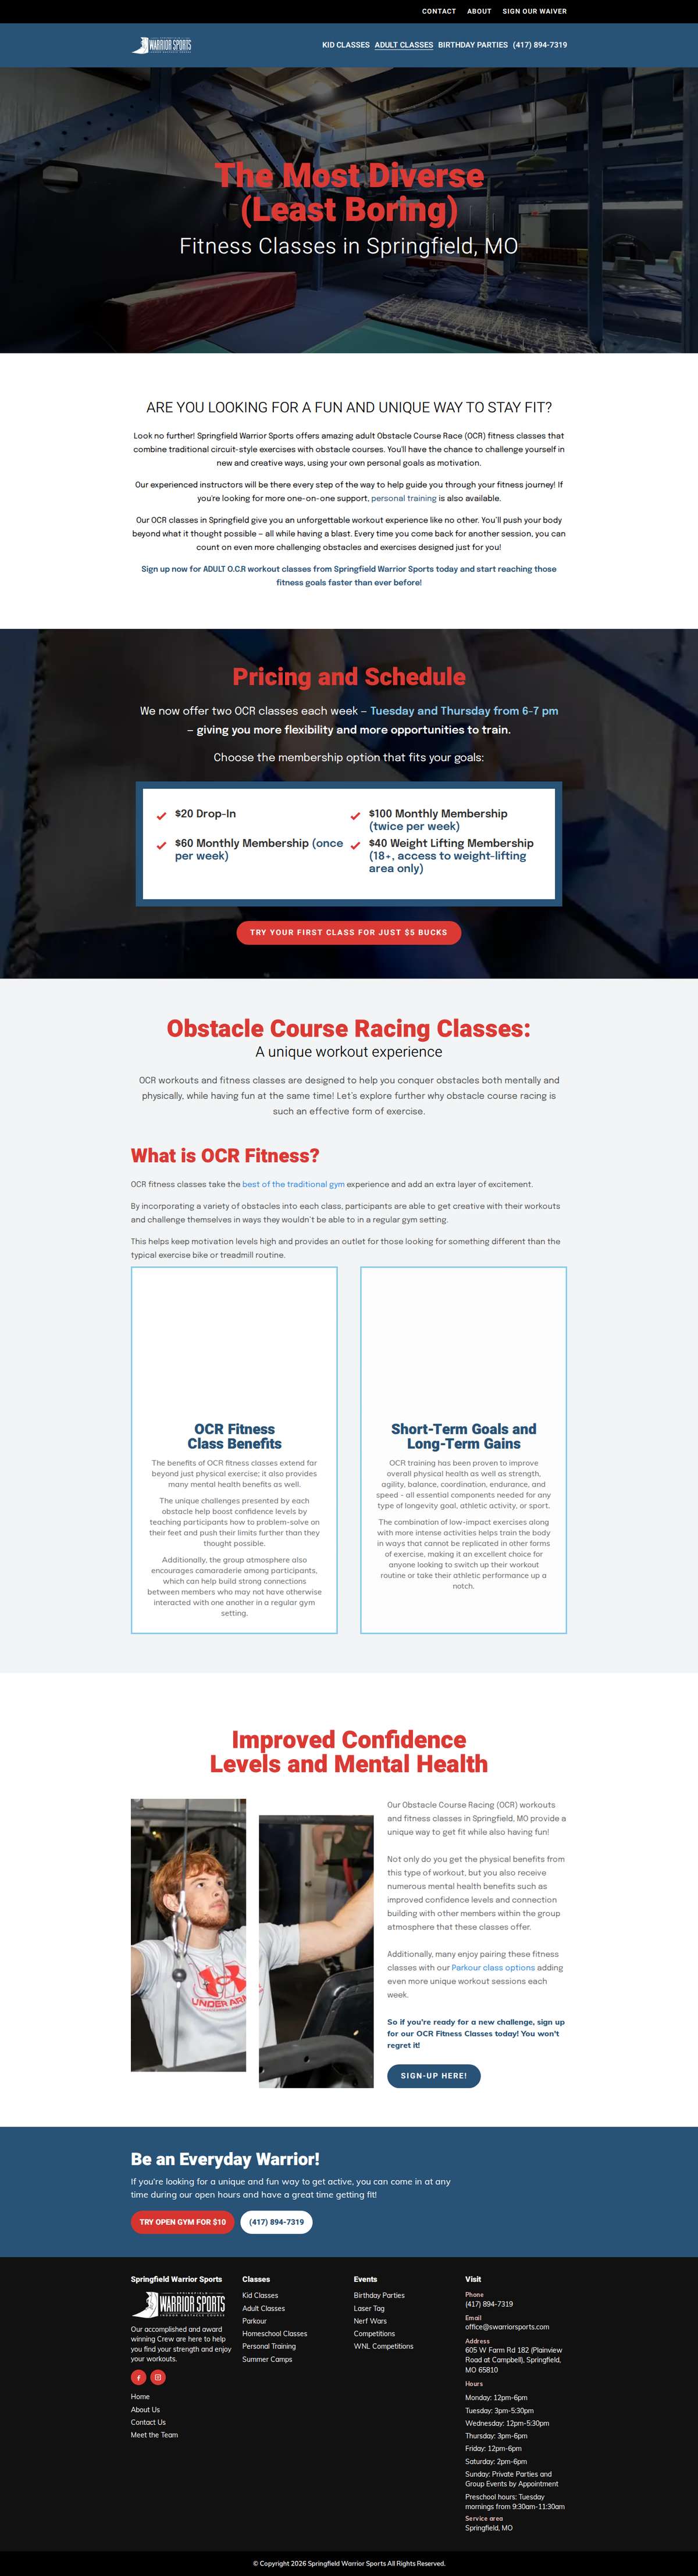 CONTACT ABOUT SIGN OUR WAIVER
SPRINGFIELD
WARRIOR SPORTS
KID CLASSES ADULT CLASSES BIRTHDAY PARTIES (417) 894-7319
The Most Diverse
(Least Boring)
Fitness Classes in Springfield, MO
ARE YOU LOOKING FOR A FUN AND UNIQUE WAY TO STAY FIT?
Look no further! Springfield Warrior Sports offers amazing adult Obstacle Course Race (OCR) fitness classes that
combine traditional circuit-style exercises with obstacle courses. You'll have the chance to challenge yourself in
new and creative ways, using your own personal goals as motivation.
Our experienced instructors will be there every step of the way to help guide you through your fitness journey! If
you're looking for more one-on-one support, personal training is also available.
Our OCR classes in Springfield give you an unforgettable workout experience like no other. You'll push your body
beyond what it thought possible – all while having a blast. Every time you come back for another session, you can
count on even more challenging obstacles and exercises designed just for you!
Sign up now for ADULT O.C.R workout classes from Springfield Warrior Sports today and start reaching those
fitness goals faster than ever before!
Pricing and Schedule
We now offer two OCR classes each week – Tuesday and Thursday from 6-7 pm
– giving you more flexibility and more opportunities to train.
Choose the membership option that fits your goals:
$20 Drop-In
$60 Monthly Membership (once
per week)
$100 Monthly Membership
(twice per week)
$40 Weight Lifting Membership
(18+, access to weight-lifting
area only)
TRY YOUR FIRST CLASS FOR JUST $5 BUCKS
Obstacle Course Racing Classes:
A unique workout experience
OCR workouts and fitness classes are designed to help you conquer obstacles both mentally and
physically, while having fun at the same time! Let's explore further why obstacle course racing is
such an effective form of exercise.
What is OCR Fitness?
OCR fitness classes take the best of the traditional gym experience and add an extra layer of excitement.
By incorporating a variety of obstacles into each class, participants are able to get creative with their workouts
and challenge themselves in ways they wouldn't be able to in a regular gym setting.
This helps keep motivation levels high and provides an outlet for those looking for something different than the
typical exercise bike or treadmill routine.
OCR Fitness
Class Benefits
The benefits of OCR fitness classes extend far
beyond just physical exercise; it also provides
many mental health benefits as well.
The unique challenges presented by each
obstacle help boost confidence levels by
teaching participants how to problem-solve on
their feet and push their limits further than they
thought possible.
Additionally, the group atmosphere also
encourages camaraderie among participants,
which can help build strong connections
between members who may not have otherwise
interacted with one another in a regular gym
setting.
Short-Term Goals and
Long-Term Gains
OCR training has been proven to improve
overall physical health as well as strength,
agility, balance, coordination, endurance, and
speed - all essential components needed for any
type of longevity goal, athletic activity, or sport.
The combination of low-impact exercises along
with more intense activities helps train the body
in ways that cannot be replicated in other forms
of exercise, making it an excellent choice for
anyone looking to switch up their workout
routine or take their athletic performance up a
notch.
Improved Confidence
Levels and Mental Health
UNDER ARM
Our Obstacle Course Racing (OCR) workouts
and fitness classes in Springfield, MO provide a
unique way to get fit while also having fun!
Not only do you get the physical benefits from
this type of workout, but you also receive
numerous mental health benefits such as
improved confidence levels and connection
building with other members within the group
atmosphere that these classes offer.
Additionally, many enjoy pairing these fitness
classes with our Parkour class options adding
even more unique workout sessions each
week.
So if you're ready for a new challenge, sign up
for our OCR Fitness Classes today! You won't
regret it!
SIGN-UP HERE!
Be an Everyday Warrior!
If you're looking for a unique and fun way to get active, you can come in at any
time during our open hours and have a great time getting fit!
TRY OPEN GYM FOR $10 (417) 894-7319
Springfield Warrior Sports
SPRINGFIELD
WARRIOR SPORTS
INDOOR OBSTACLE COURSE
Our accomplished and award
winning Crew are here to help
you find your strength and enjoy
your workouts.
Home
About Us
Contact Us
Meet the Team
Classes
Kid Classes
Adult Classes
Parkour
Homeschool Classes
Personal Training
Summer Camps
Events
Birthday Parties
Laser Tag
Nerf Wars
Competitions
WNL Competitions
Visit
Phone
(417) 894-7319
Email
office@swarriorsports.com
Address
605 W Farm Rd 182 (Plainview
Road at Campbell), Springfield,
MO 65810
Hours
Monday: 12pm-6pm
Tuesday: 3pm-5:30pm
Wednesday: 12pm-5:30pm
Thursday: 3pm-6pm
Friday: 12pm-6pm
Saturday: 2pm-6pm
Sunday: Private Parties and
Group Events by Appointment
Preschool hours: Tuesday
mornings from 9:30am-11:30am
Service area
Springfield, MO
© Copyright 2026 Springfield Warrior Sports All Rights Reserved.